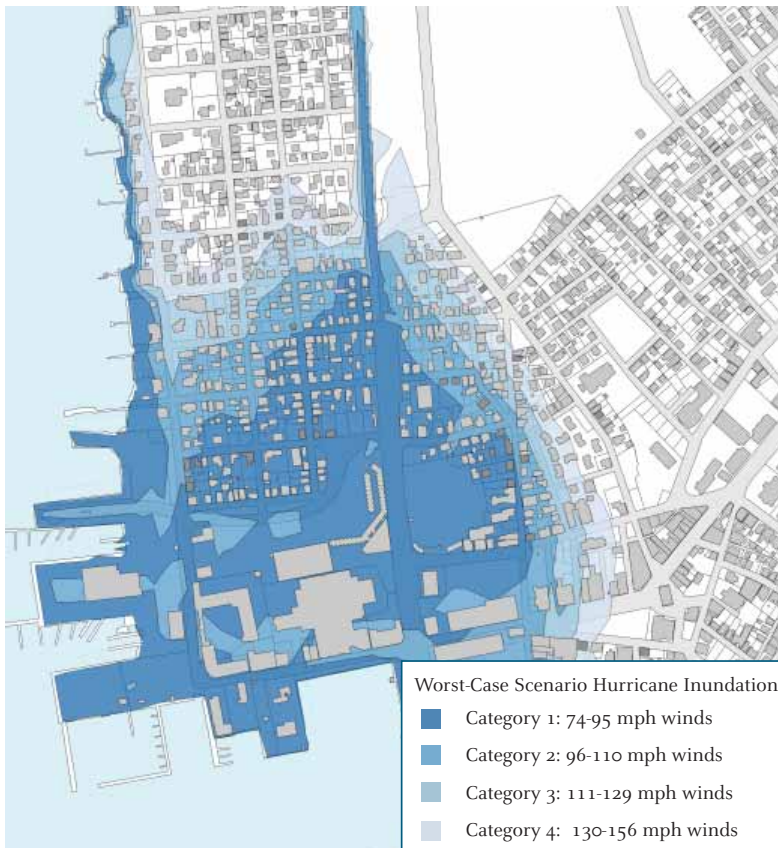 Worst-Case Scenario Hurricane Inundation
Category 1: 74-95 mph winds
Category 2: 96-110 mph winds
Category 3: 111-129 mph winds
Category 4: 130-156 mph winds